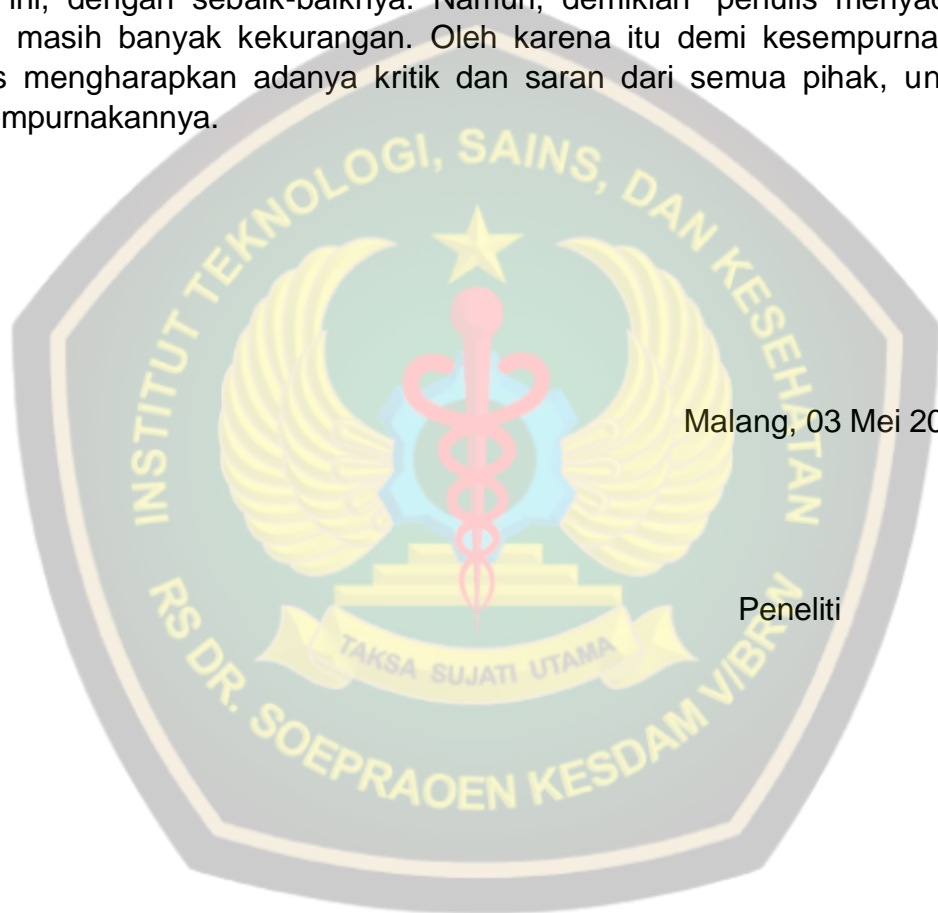 ini, dengan sebaik-baiknya. Namun, demikian penulis menyad
masih banyak kekurangan. Oleh karena itu demi kesempurna
s mengharapkan adanya kritik dan saran dari semua pihak, un
empurnakannya.
INSTITUT TEKNOLOGI, SAINS, DAN KESEHATAN
Malang, 03 Mei 20
Peneliti
TAKSA SUJATI UTAMA
RS DR. SOEPRAOEN KESDAM V/BRW